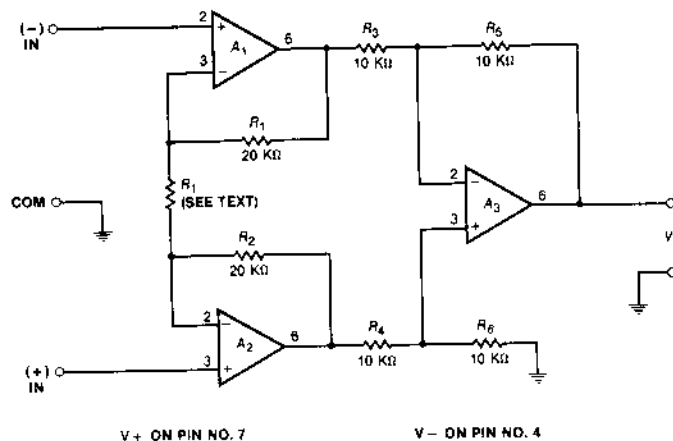 (−)
IN
2
+
A1
6
3
−
R3
10 KΩ
R5
10 KΩ
R1
20 KΩ
COM
R1
(SEE TEXT)
2
−
A3
6
3
+
V
R2
20 KΩ
2
−
A2
6
3
+
R4
10 KΩ
R6
10 KΩ
(+)
IN
V+ ON PIN NO. 7
V− ON PIN NO. 4